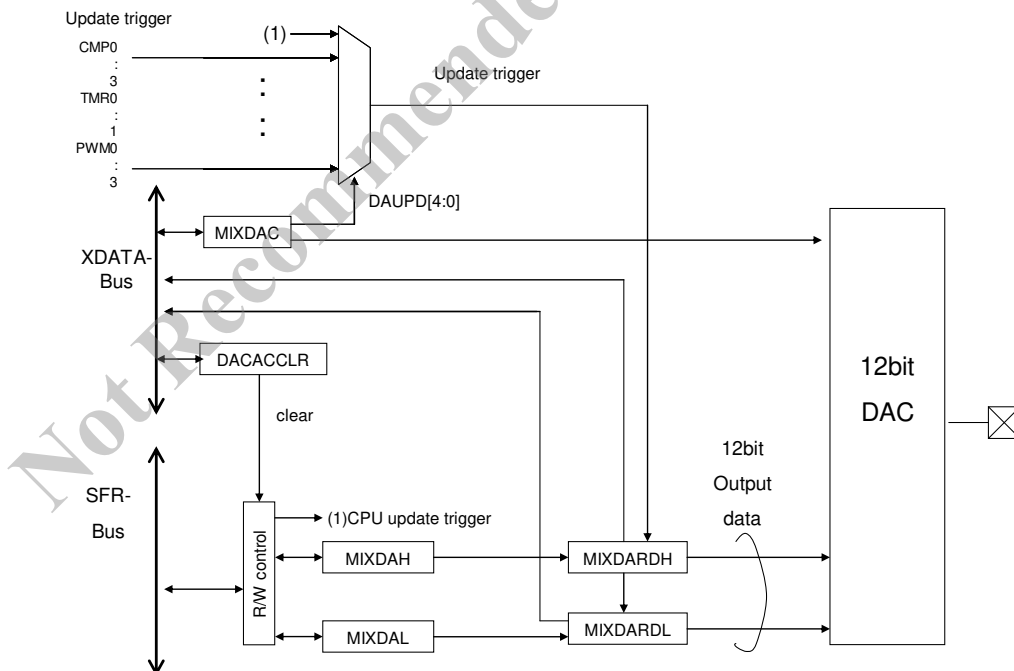 Update trigger
CMP0
:
3
TMR0
:
1
PWM0
:
3
(1)
Update trigger
DAUPD[4:0]
MIXDAC
XDATA-
Bus
DACACCLR
clear
12bit
DAC
SFR-
Bus
R/W control
(1)CPU update trigger
MIXDAH
MIXDAL
MIXDARDH
MIXDARDL
12bit
Output
data
Not Recommende